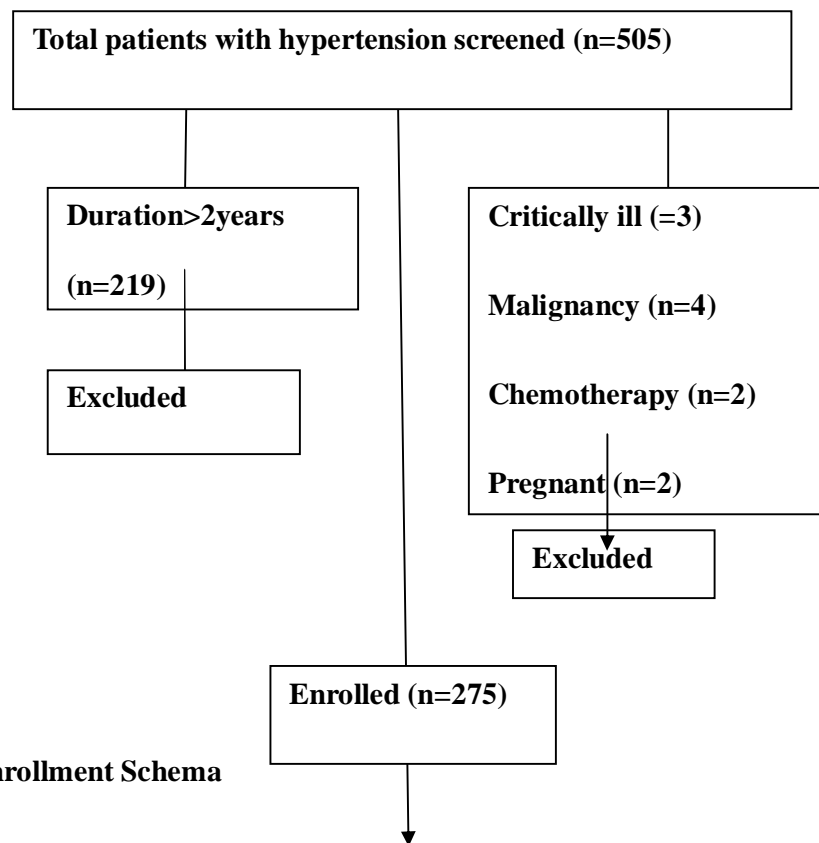 Total patients with hypertension screened (n=505)
Duration>2years
(n=219)
Excluded
Critically ill (=3)
Malignancy (n=4)
Chemotherapy (n=2)
Pregnant (n=2)
Excluded
Enrolled (n=275)
nrollment Schema